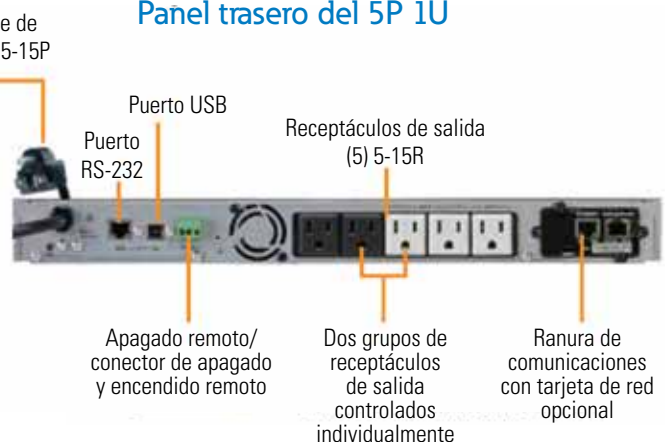 Panel trasero del 5P 1U
e de
5-15P
Puerto USB
Puerto
RS-232
Receptáculos de salida
(5) 5-15R
Apagado remoto/
conector de apagado
y encendido remoto
Dos grupos de
receptáculos
de salida
controlados
individualmente
Ranura de
comunicaciones
con tarjeta de red
opcional